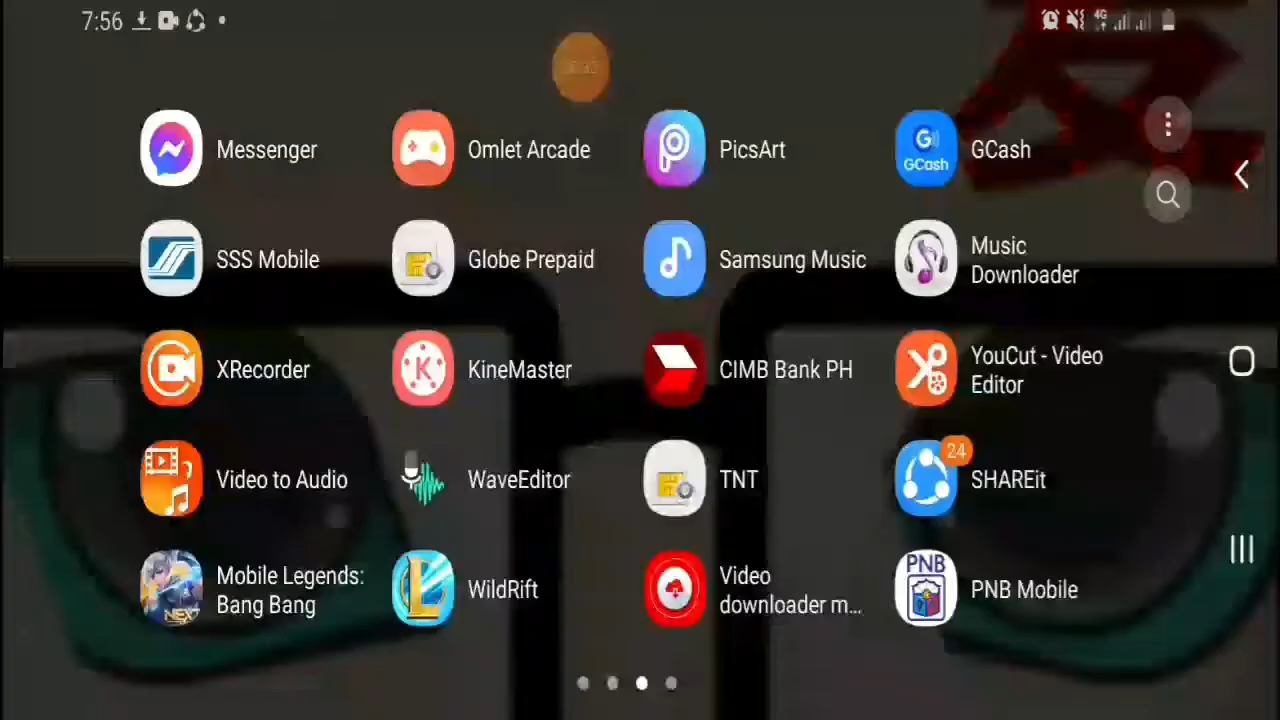 7:56
4G
Messenger
Omlet Arcade
PicsArt
GCash
GCash
SSS Mobile
Globe Prepaid
Samsung Music
Music
Downloader
XRecorder
K
KineMaster
CIMB Bank PH
YouCut - Video
Editor
Video to Audio
WaveEditor
TNT
24
SHAREit
Mobile Legends:
Bang Bang
NEXT
L
WildRift
Video
downloader m...
PNB
PNB Mobile